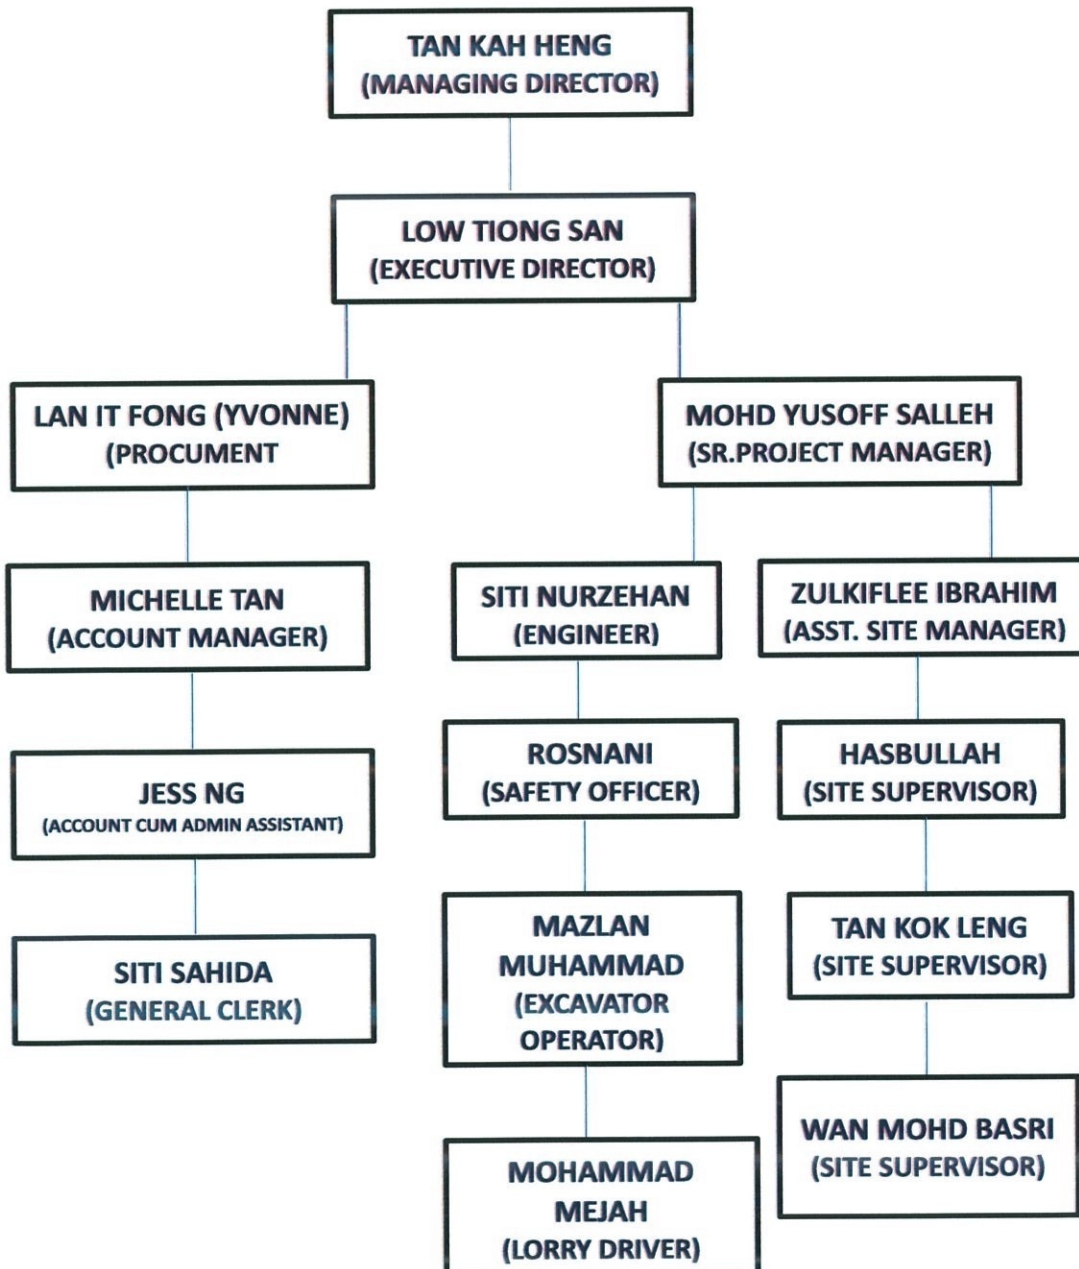 TAN KAH HENG
(MANAGING DIRECTOR)
LOW TIONG SAN
(EXECUTIVE DIRECTOR)
LAN IT FONG (YVONNE)
(PROCUMENT
MOHD YUSOFF SALLEH
(SR.PROJECT MANAGER)
MICHELLE TAN
(ACCOUNT MANAGER)
SITI NURZEHAN
(ENGINEER)
ZULKIFLEE IBRAHIM
(ASST. SITE MANAGER)
JESS NG
(ACCOUNT CUM ADMIN ASSISTANT)
ROSNANI
(SAFETY OFFICER)
HASBULLAH
(SITE SUPERVISOR)
SITI SAHIDA
(GENERAL CLERK)
MAZLAN
MUHAMMAD
(EXCAVATOR
OPERATOR)
TAN KOK LENG
(SITE SUPERVISOR)
MOHAMMAD
MEJAH
(LORRY DRIVER)
WAN MOHD BASRI
(SITE SUPERVISOR)